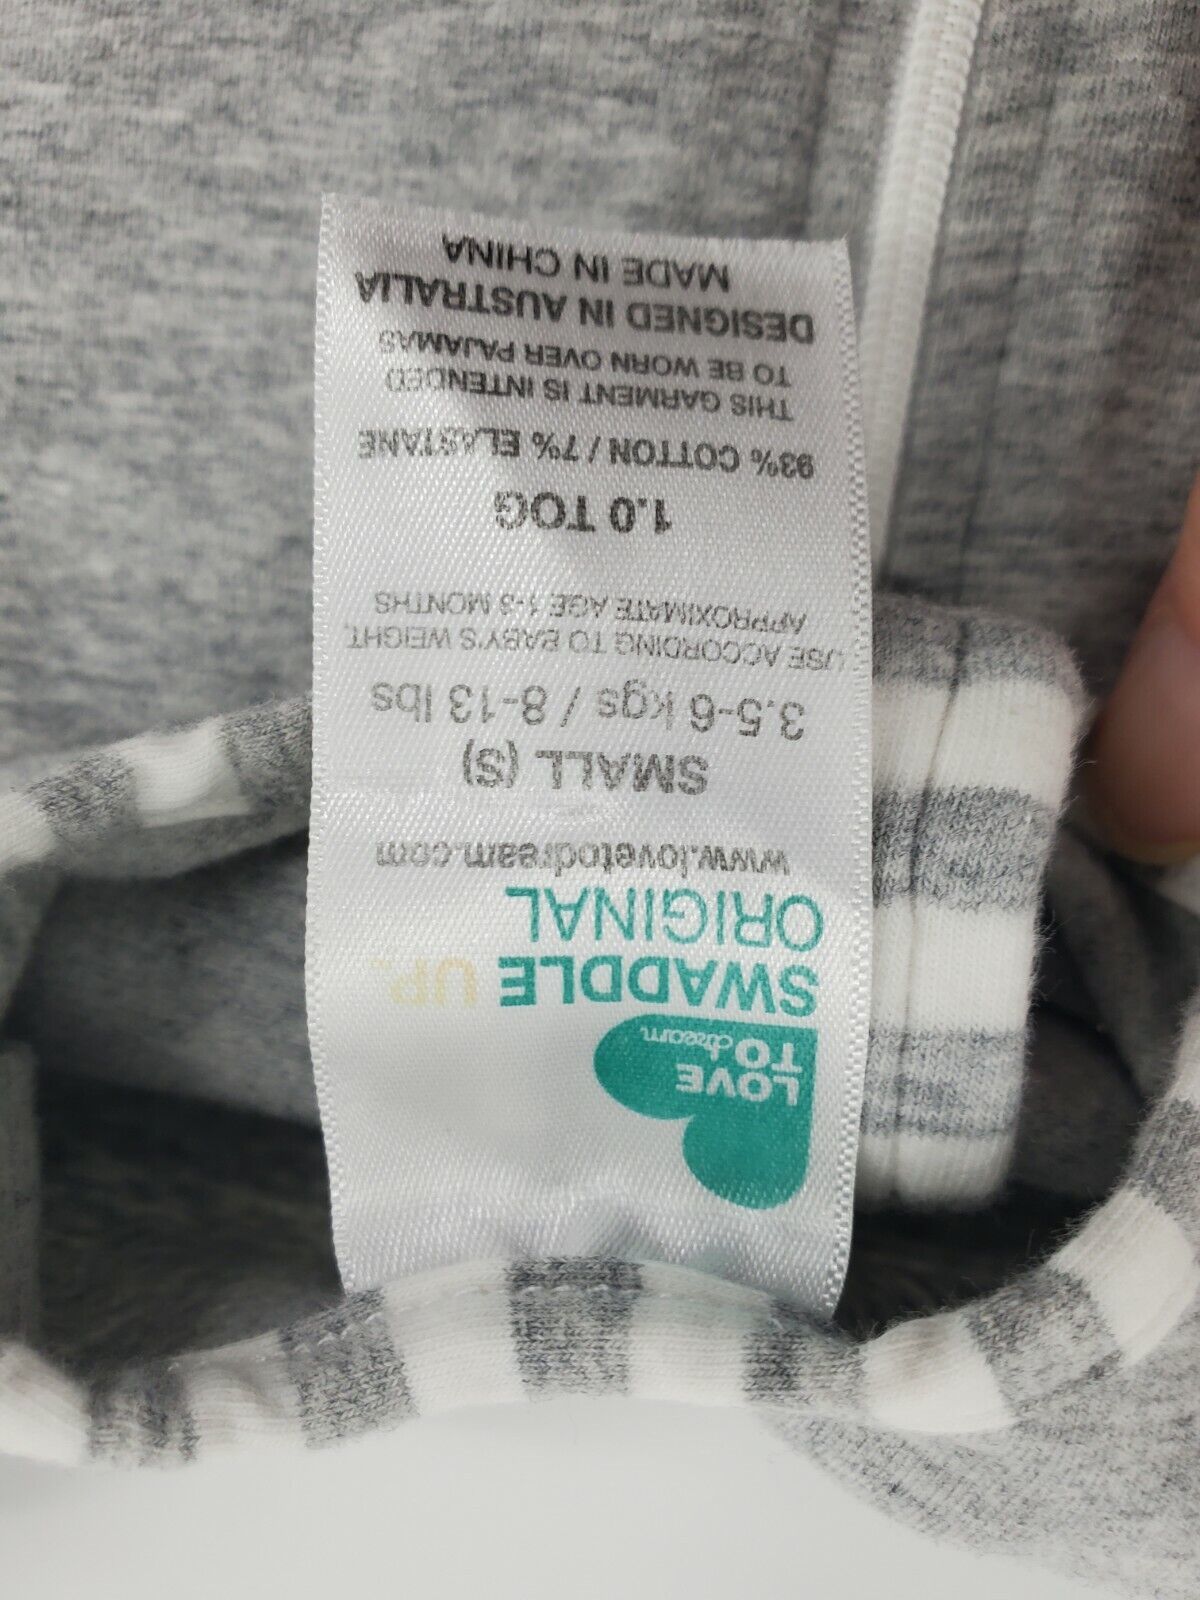 LOVE
TO dream
SWADDLE UP™
ORIGINAL
www.lovetodream.com
SMALL (S)
3.5-6 kgs / 8-13 lbs
USE ACCORDING TO BABY'S WEIGHT.
APPROXIMATE AGE 1-3 MONTHS
1.0 TOG
93% COTTON / 7% ELASTANE
THIS GARMENT IS INTENDED
TO BE WORN OVER PAJAMAS
DESIGNED IN AUSTRALIA
MADE IN CHINA